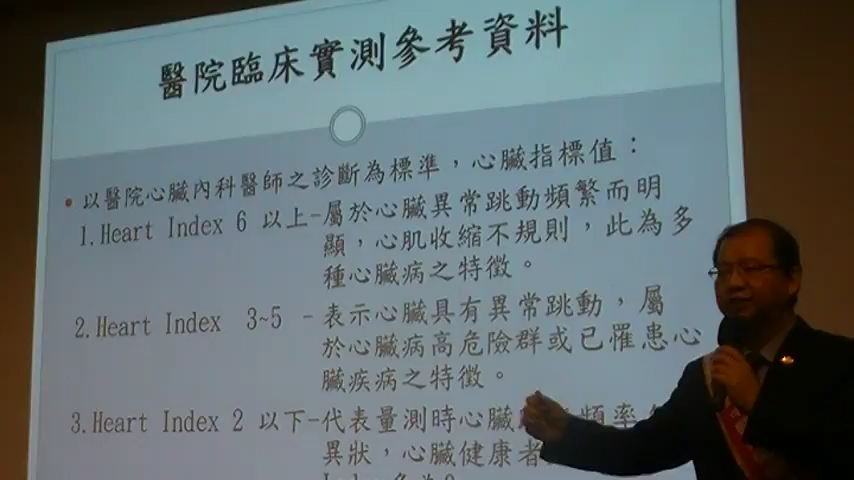 醫院臨床實測參考資料
• 以醫院心臟內科醫師之診斷為標準，心臟指標值：
1.Heart Index 6 以上-屬於心臟異常跳動頻繁而明
顯，心肌收縮不規則，此為多
種心臟病之特徵。
2.Heart Index 3~5 -表示心臟具有異常跳動，屬
於心臟病高危險群或已罹患心
臟疾病之特徵。
3.Heart Index 2 以下-代表量測時心臟 頻率
異狀，心臟健康者
Index